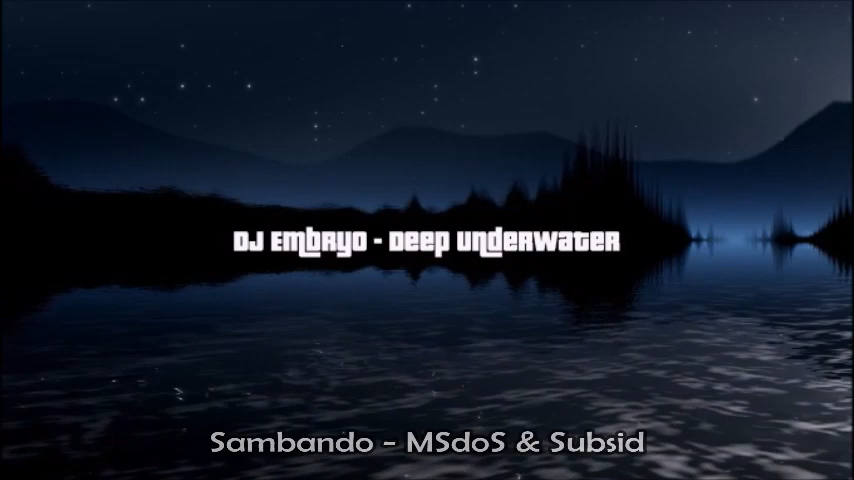 DJ Embryo - Deep Underwater
Sambando - MSdoS & Subsid